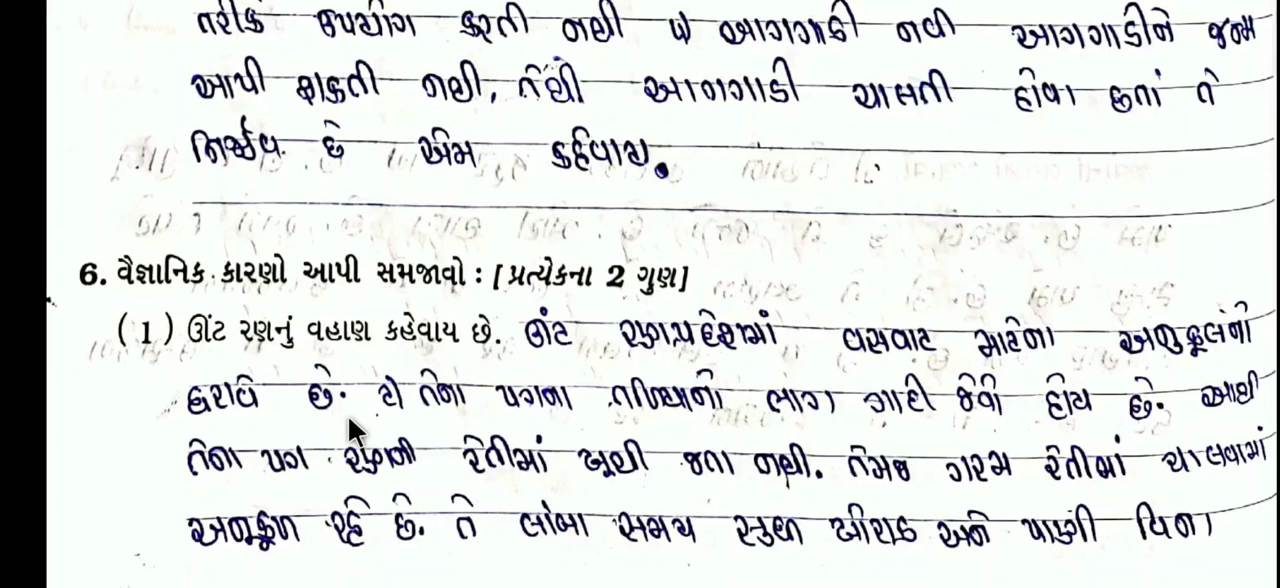 તરીકે ઉપયોગ કરતી નથી આગગાડી નવી આગગાડીને જન્મ
આપી શકતી નથી, તેથી આગગાડી ચાલતી હોવા છતાં તે
નિર્જીવ છે એમ કહેવાય.
6. વૈજ્ઞાનિક કારણો આપી સમજાવો : [પ્રત્યેકના 2 ગુણ]
(1) ઊંટ રણનું વહાણ કહેવાય છે. ઊંટ રણપ્રદેશમાં વસવાટ માટેના અનુકૂલનો
ધરાવે છે. તેના પગના તળિયાનો ભાગ ગાદી જેવો હોય છે. આથી
તેના પગ રણની રેતીમાં ખૂંચી જતા નથી. તેમજ ગરમ રેતીમાં ચાલવામાં
અનૂકૂળ રહે છે. તે લાંબા સમય સુધી ખોરાક અને પાણી વિના